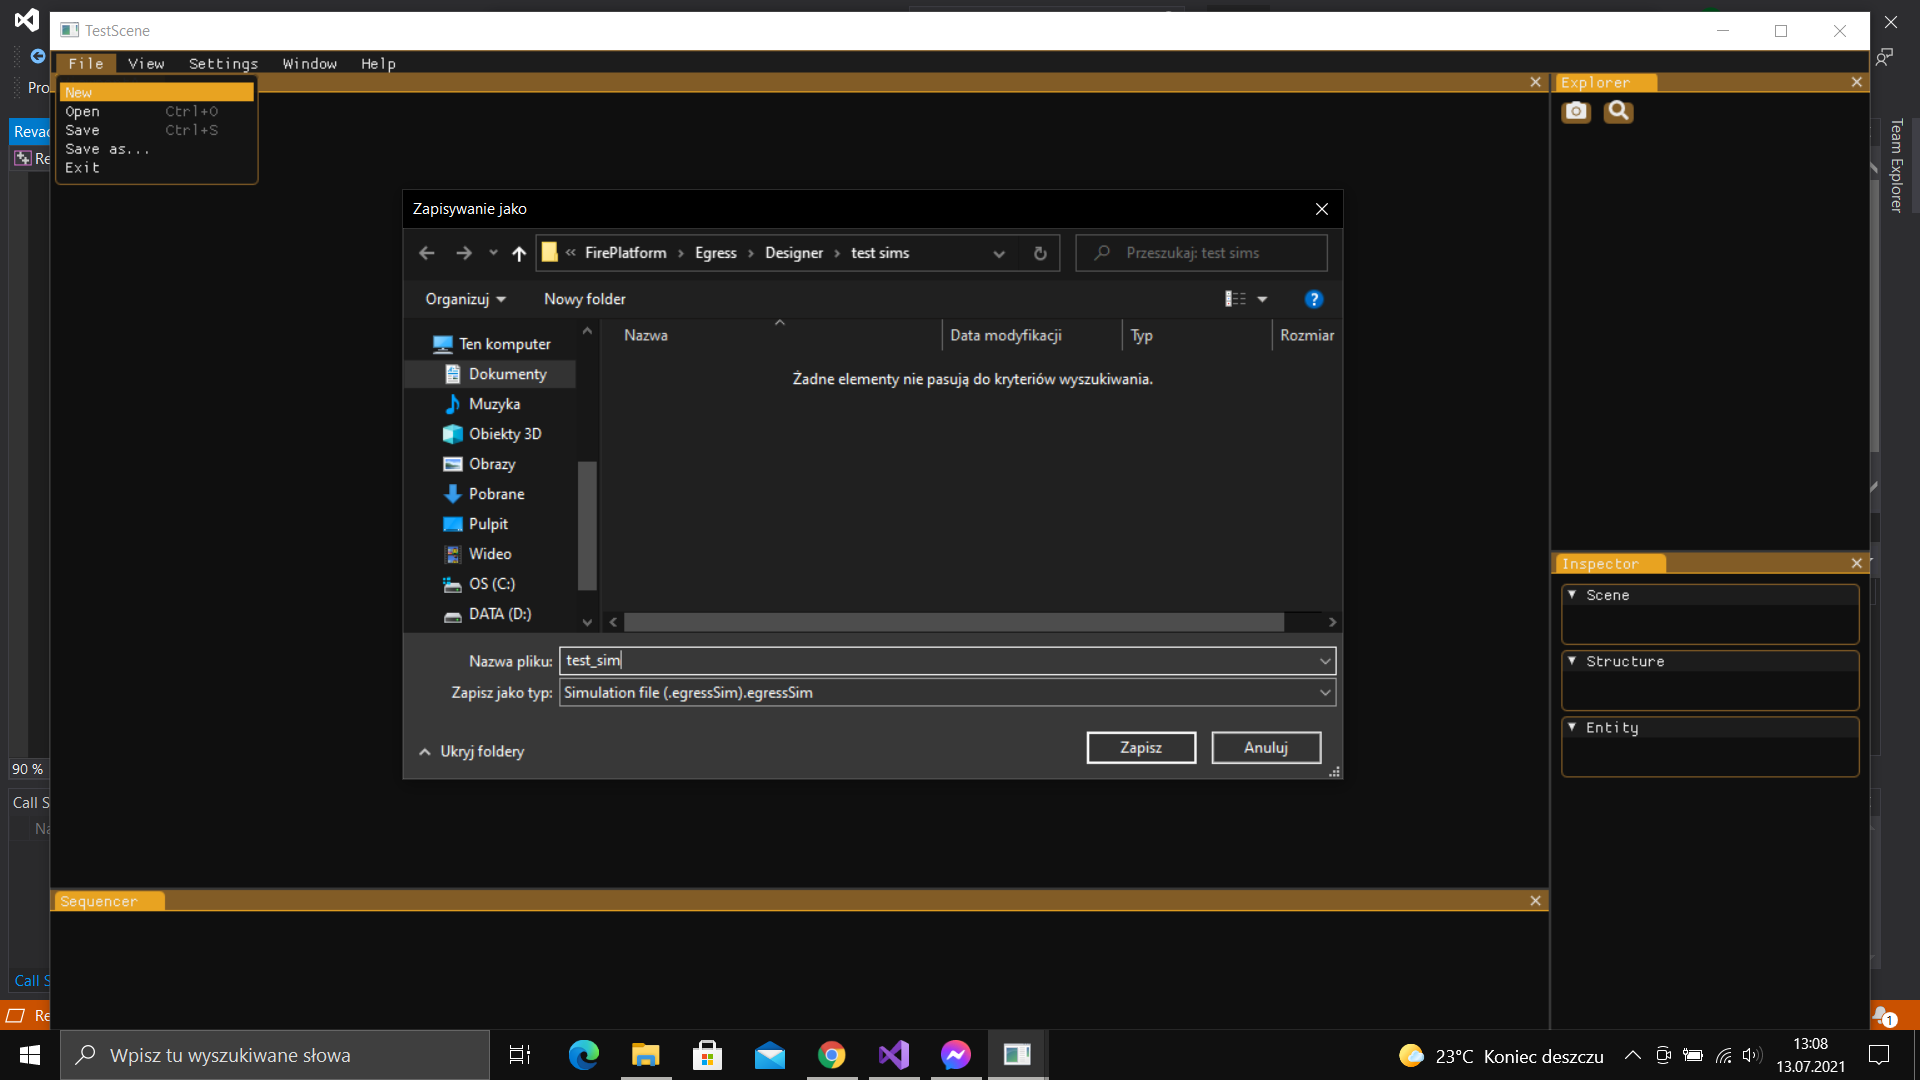 TestScene
File View Settings Window Help
Pro
New
Open Ctrl+O
Save Ctrl+S
Save as...
Exit
Explorer
Team Explorer
Zapisywanie jako
« FirePlatform › Egress › Designer › test sims
Przeszukaj: test sims
Organizuj Nowy folder
Nazwa Data modyfikacji Typ Rozmiar
Żadne elementy nie pasują do kryteriów wyszukiwania.
Ten komputer
Dokumenty
Muzyka
Obiekty 3D
Obrazy
Pobrane
Pulpit
Wideo
OS (C:)
DATA (D:)
Nazwa pliku: test_sim
Zapisz jako typ: Simulation file (.egressSim).egressSim
Ukryj foldery Zapisz Anuluj
Inspector
Scene
Structure
Entity
90 %
Call S
Na
Call S
Sequencer
Re
1
Wpisz tu wyszukiwane słowa
23°C Koniec deszczu
13:08
13.07.2021